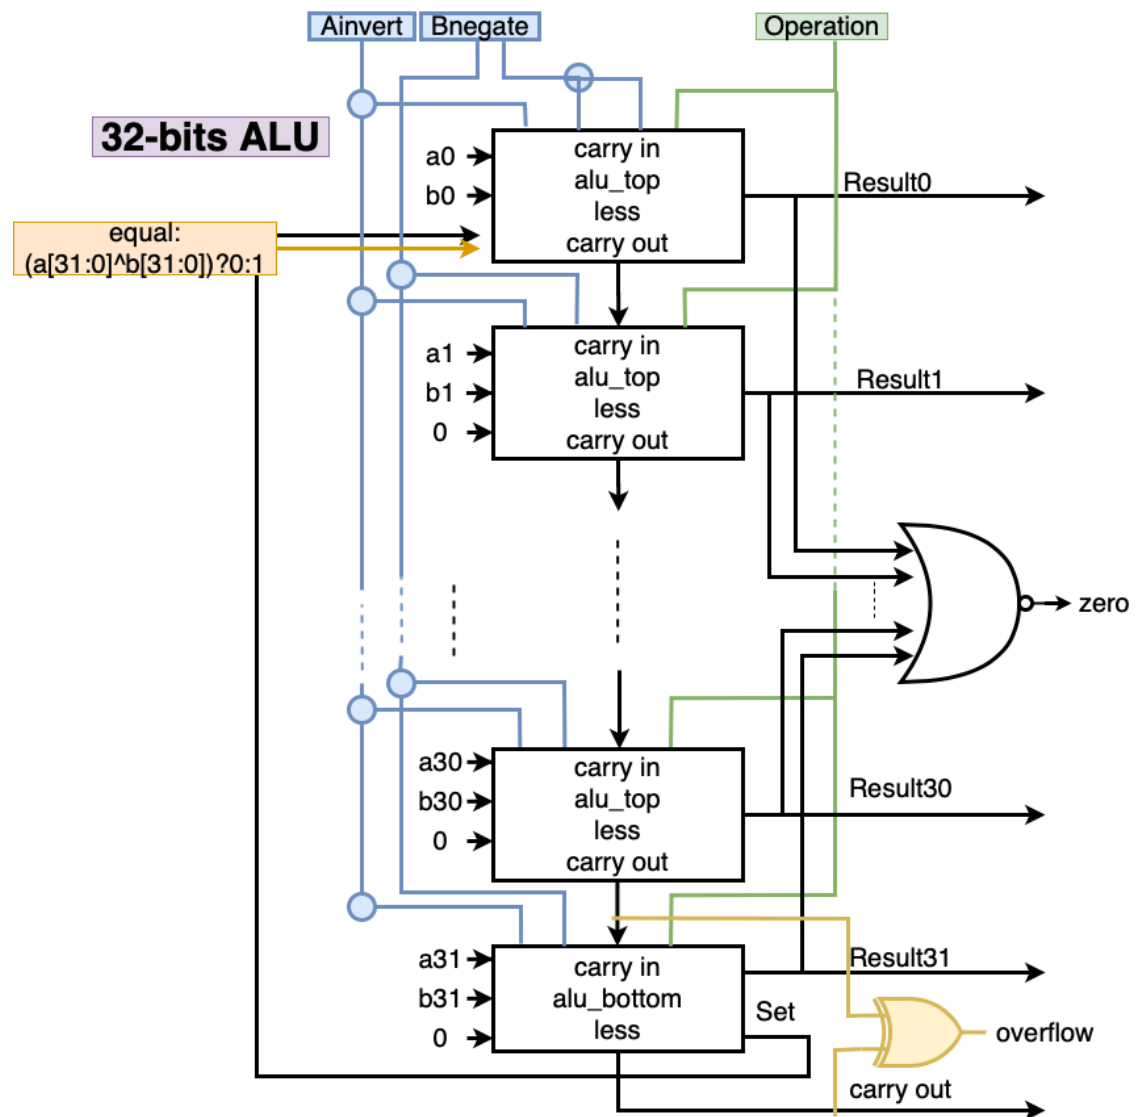 Ainvert
Bnegate
Operation
32-bits ALU
a0
b0
carry in
alu_top
less
carry out
Result0
equal:
(a[31:0]^b[31:0])?0:1
a1
b1
0
carry in
alu_top
less
carry out
Result1
zero
a30
b30
0
carry in
alu_top
less
carry out
Result30
a31
b31
0
carry in
alu_bottom
less
Result31
Set
overflow
carry out